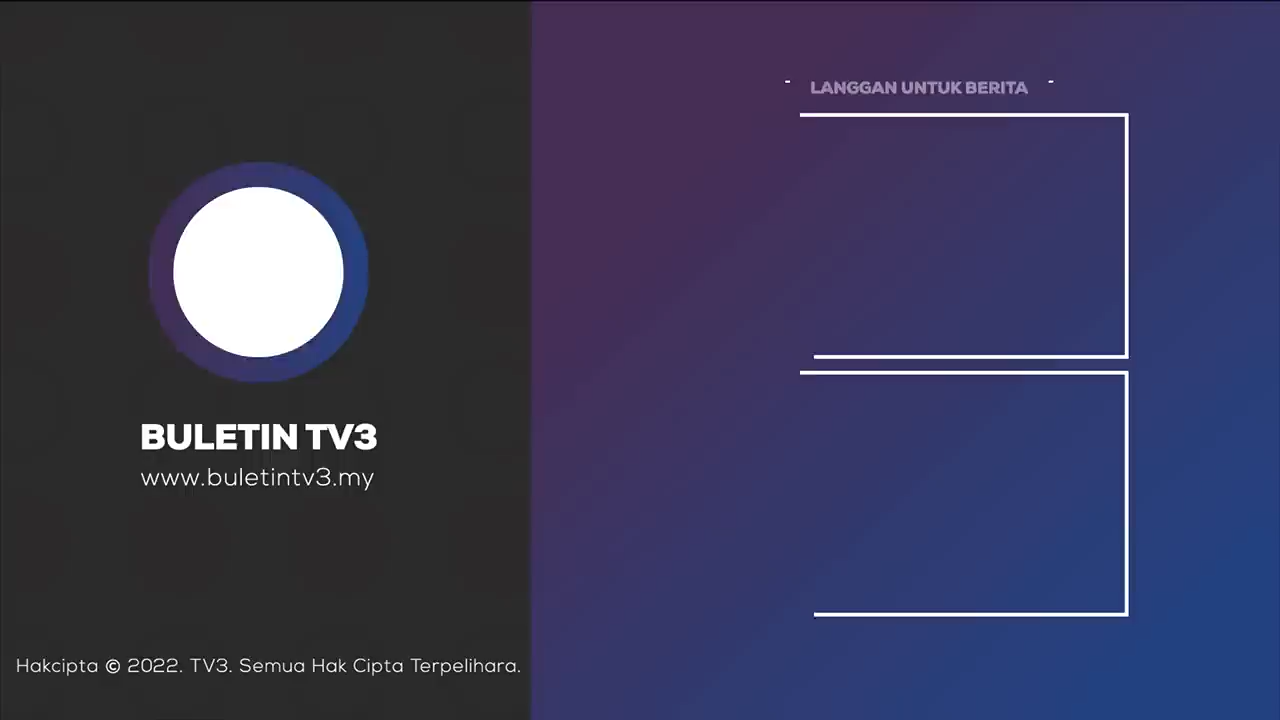 BULETIN TV3
www.buletintv3.my
Hakcipta © 2022. TV3. Semua Hak Cipta Terpelihara.
LANGGAN UNTUK BERITA